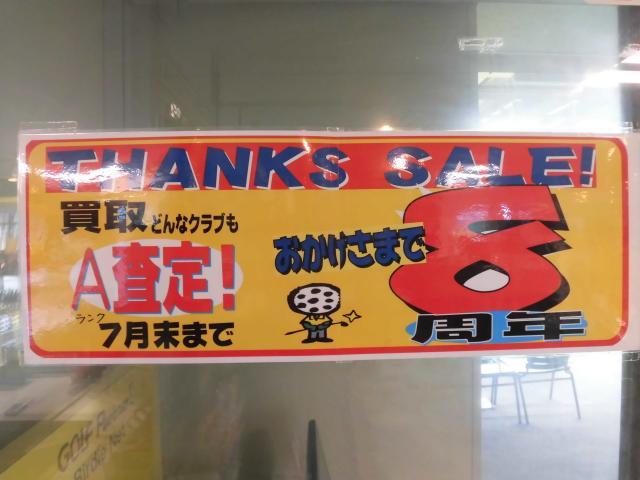 THANKS SALE!
買取どんなクラブも
A査定!
ランク
7月末まで
おかげさまで
8
周年
GOLF